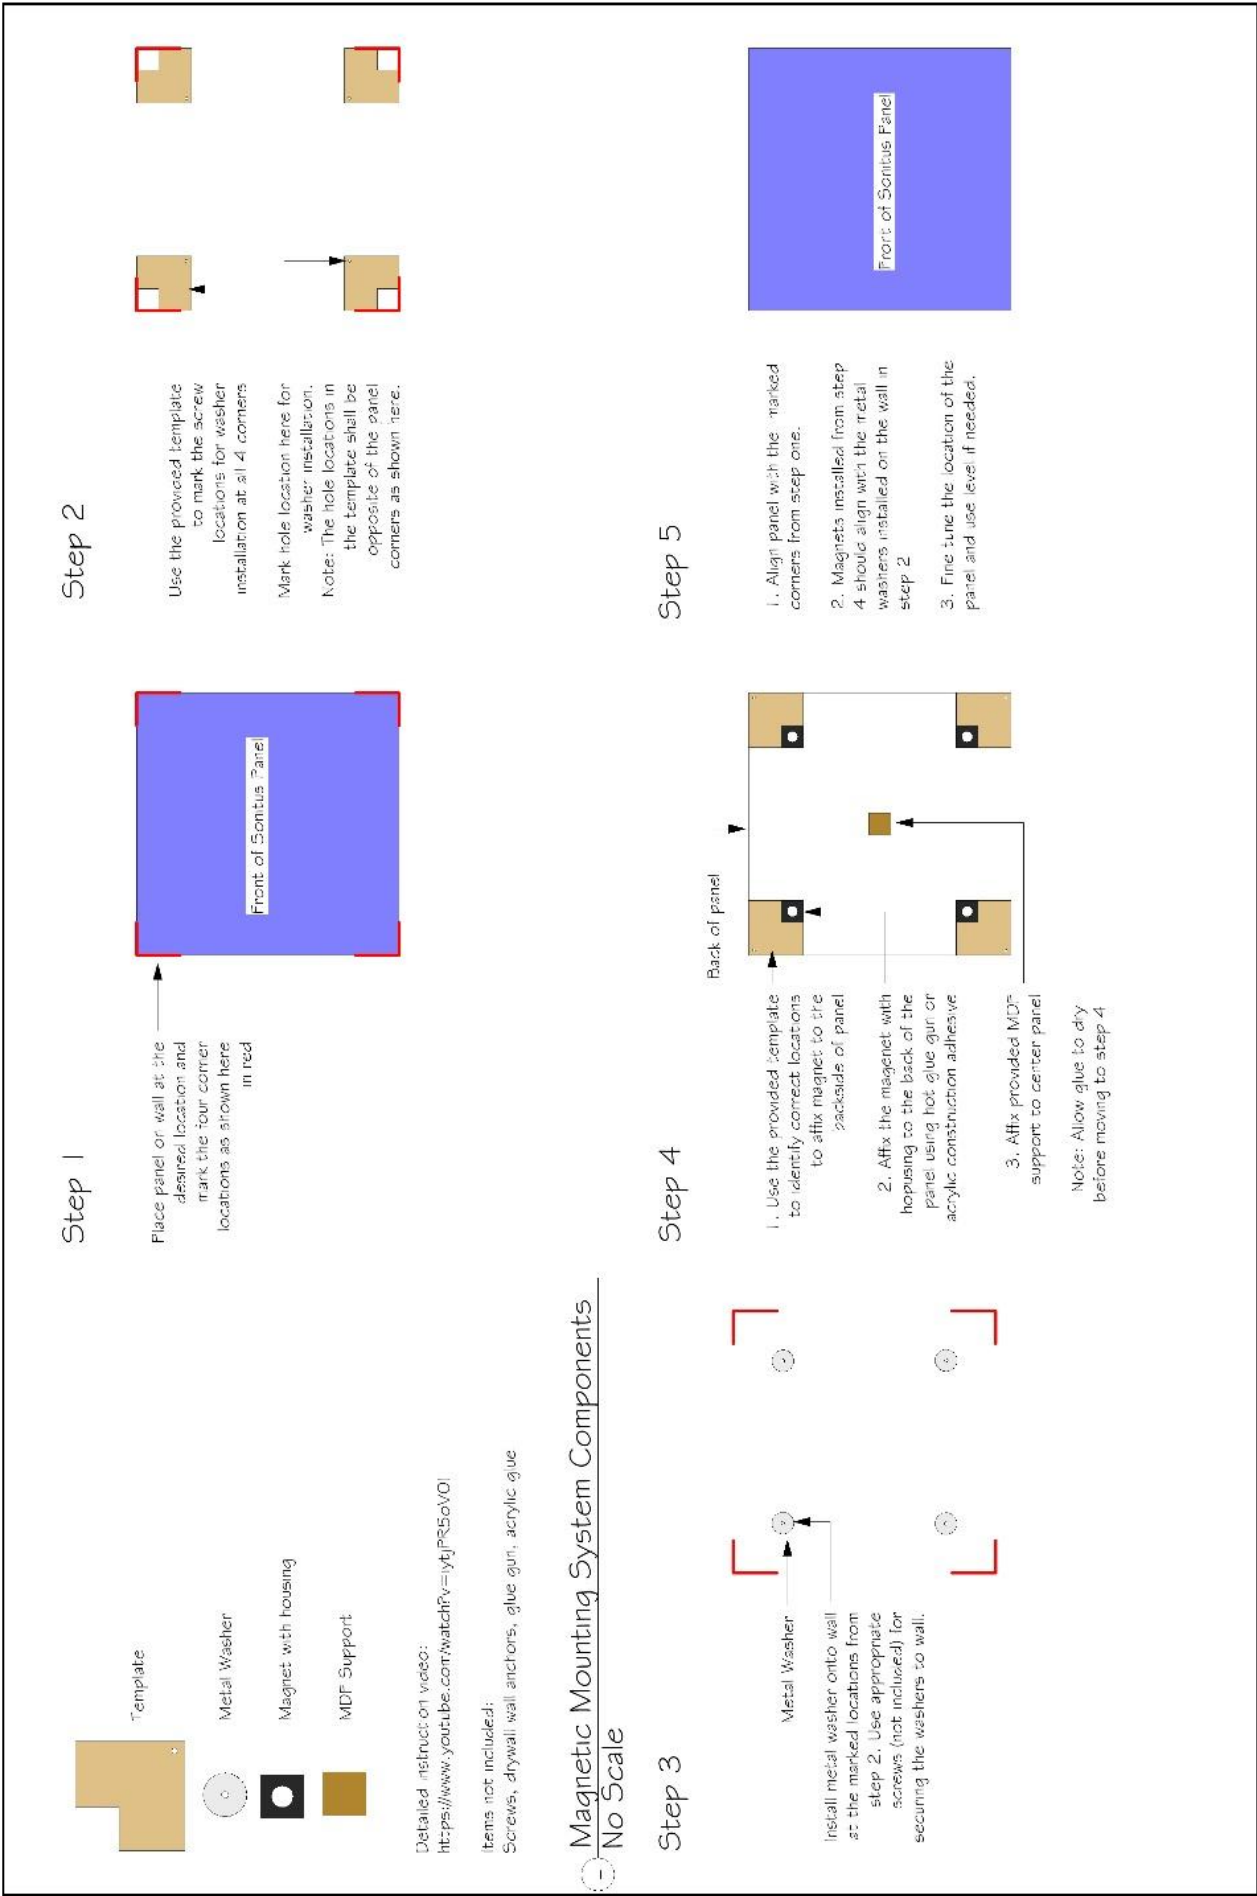 Template
Metal Washer
Magnet with housing
MDF Support
Detailed instruction video:
Items not included:
Screws, drywall wall anchors, glue gun, acrylic glue
Magnetic Mounting System Components
No Scale
Step 1
Place panel on wall at the
desired location and
mark the four corner
locations as shown here
in red
Front of Sonitus Panel
Step 2
Use the provided template
to mark the screw
locations for washer
installation at all 4 corners
Mark hole location here for
washer installation.
Note: The hole locations in
the template shall be
opposite of the panel
corners as shown here.
Step 3
Metal Washer
Install metal washer onto wall
at the marked locations from
step 2. Use appropriate
screws (not included) for
securing the washers to wall.
Step 4
Back of panel
1. Use the provided template
to identify correct locations
to affix magnet to the
backside of panel
2. Affix the magenet with
hopusing to the back of the
panel using hot glue gun or
acrylic construction adhesive
3. Affix provided MDF
support to center panel
Note: Allow glue to dry
before moving to step 4
Step 5
1. Align panel with the marked
corners from step one.
2. Magnets installed from step
4 should align with the metal
washers installed on the wall in
step 2
3. Fine tune the location of the
panel and use level if needed.
Front of Sonitus Panel